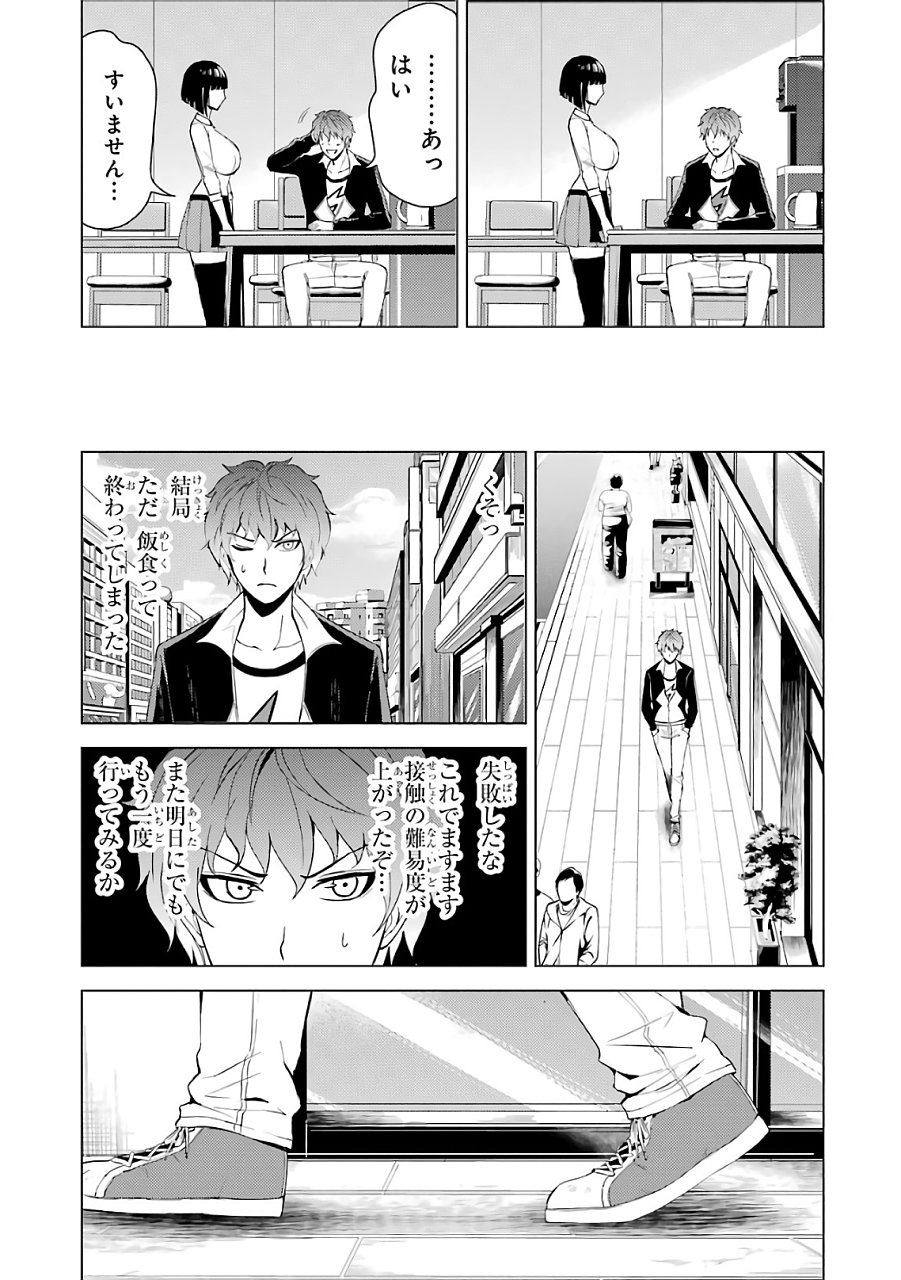 ………あっ
はい
すいません…
くそっ
結局
ただ飯食って
終わってしまった
失敗したな
これでますます
接触の難易度が
上がったぞ…
また明日にでも
もう一度
行ってみるか